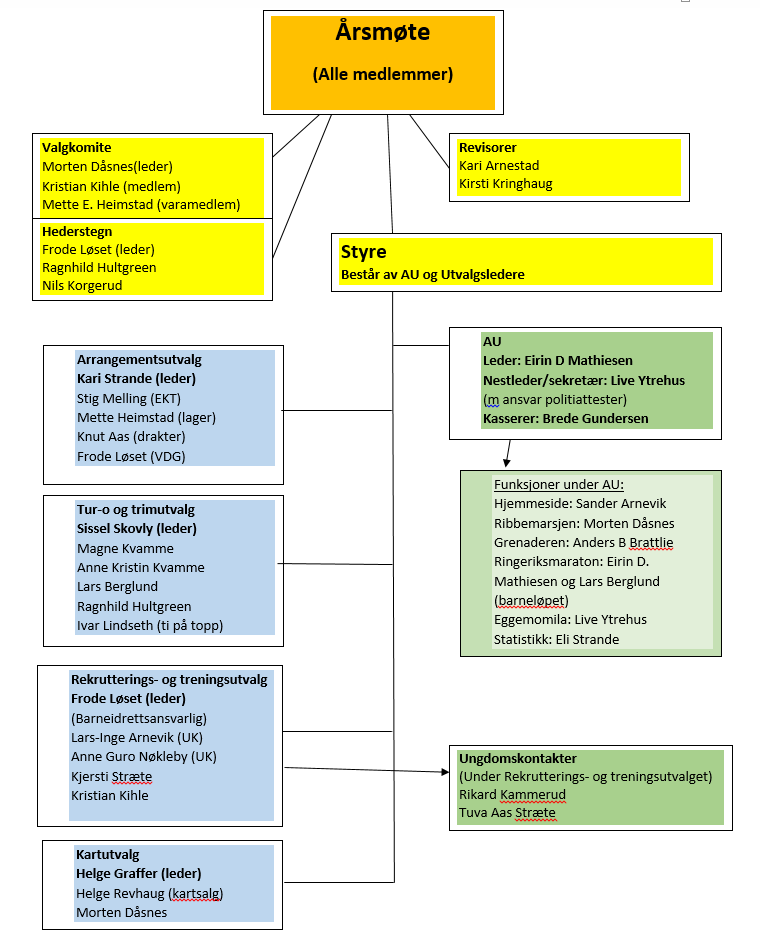 Årsmøte
(Alle medlemmer)
Valgkomite
Morten Dåsnes(leder)
Kristian Kihle (medlem)
Mette E. Heimstad (varamedlem)
Hederstegn
Frode Løset (leder)
Ragnhild Hultgreen
Nils Korgerud
Revisorer
Kari Arnestad
Kirsti Kringhaug
Styre
Består av AU og Utvalgsledere
AU
Leder: Eirin D Mathiesen
Nestleder/sekretær: Live Ytrehus
(m ansvar politiattester)
Kasserer: Brede Gundersen
Funksjoner under AU:
Hjemmeside: Sander Arnevik
Ribbemarsjen: Morten Dåsnes
Grenaderen: Anders B Brattlie
Ringeriksmaraton: Eirin D.
Mathiesen og Lars Berglund
(barneløpet)
Eggemomila: Live Ytrehus
Statistikk: Eli Strande
Arrangementsutvalg
Kari Strande (leder)
Stig Melling (EKT)
Mette Heimstad (lager)
Knut Aas (drakter)
Frode Løset (VDG)
Tur-o og trimutvalg
Sissel Skovly (leder)
Magne Kvamme
Anne Kristin Kvamme
Lars Berglund
Ragnhild Hultgreen
Ivar Lindseth (ti på topp)
Rekrutterings- og treningsutvalg
Frode Løset (leder)
(Barneidrettsansvarlig)
Lars-Inge Arnevik (UK)
Anne Guro Nøkleby (UK)
Kjersti Stræte
Kristian Kihle
Ungdomskontakter
(Under Rekrutterings- og treningsutvalget)
Rikard Kammerud
Tuva Aas Stræte
Kartutvalg
Helge Graffer (leder)
Helge Revhaug (kartsalg)
Morten Dåsnes